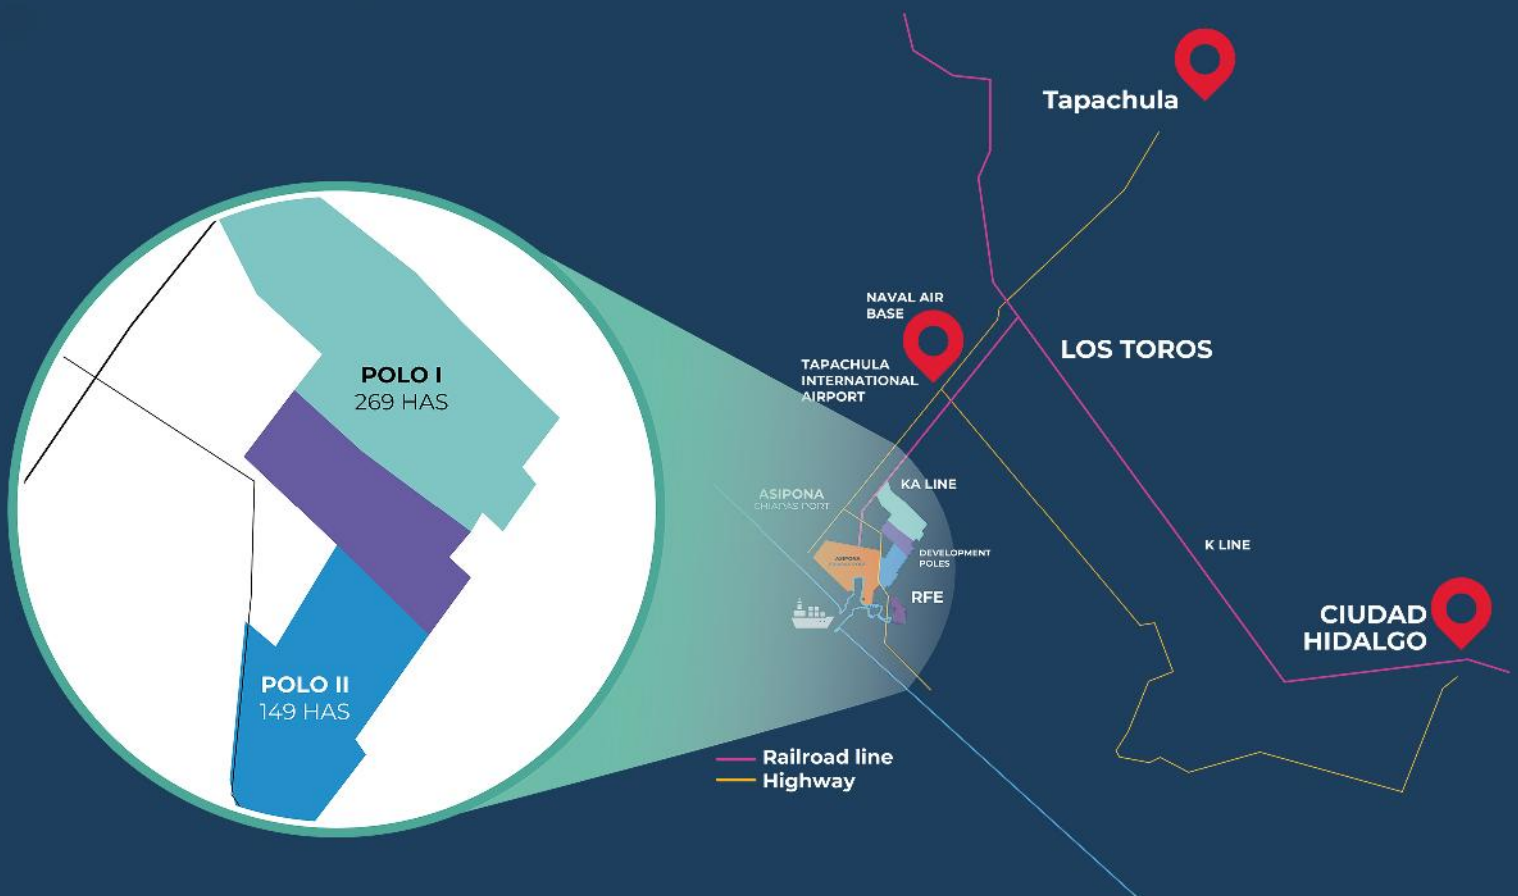 Tapachula
NAVAL AIR
BASE
LOS TOROS
TAPACHULA
INTERNATIONAL
AIRPORT
POLO I
269 HAS
KA LINE
ASIPONA
CHIAPAS PORT
K LINE
DEVELOPMENT
POLES
ASIPONA
RFE
CIUDAD
HIDALGO
POLO II
149 HAS
Railroad line
Highway